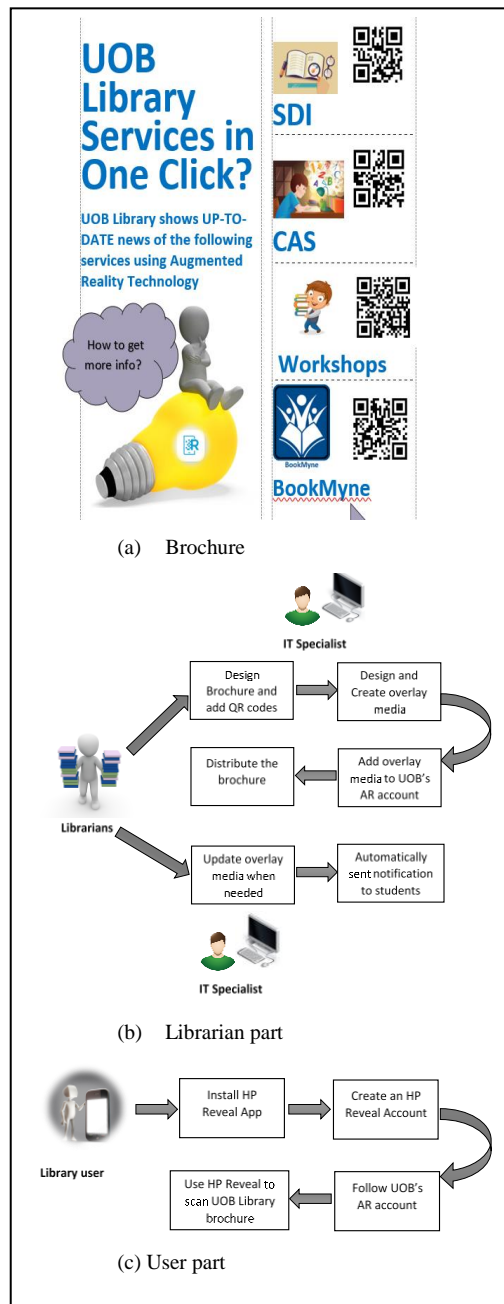 UOB
Library
Services in
One Click?
UOB Library shows UP-TO-
DATE news of the following
services using Augmented
Reality Technology
How to get
more info?
R
SDI
CAS
Workshops
BookMyne
BookMyne
(a) Brochure
IT Specialist
Design
Brochure and
add QR codes
Design and
Create overlay
media
Distribute the
brochure
Add overlay
media to UOB's
AR account
Librarians
Update overlay
media when
needed
Automatically
sent notification
to students
IT Specialist
(b) Librarian part
Install HP
Reveal App
Create an HP
Reveal Account
Library user
Use HP Reveal to
scan UOB Library
brochure
Follow UOB's
AR account
(c) User part